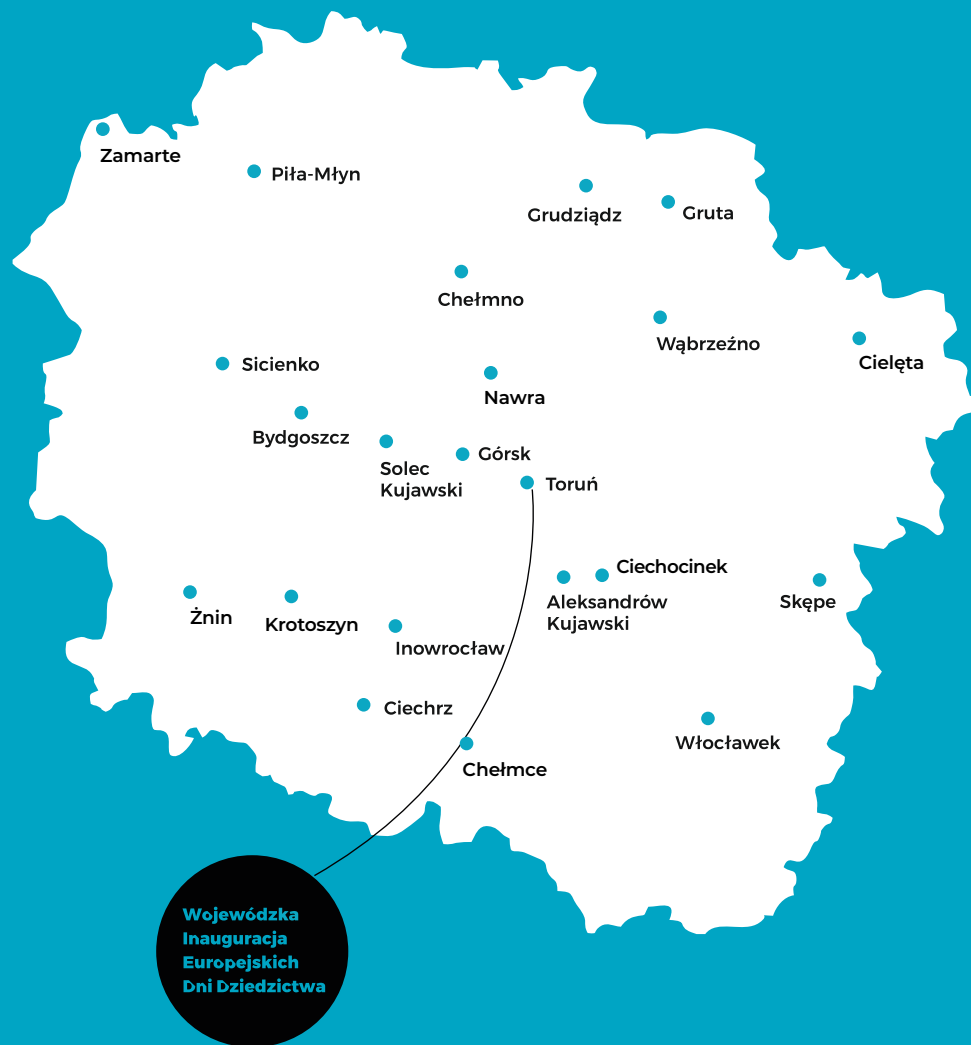 Zamarte
Piła-Młyn
Grudziądz
Gruta
Chełmno
Wąbrzeźno
Cielęta
Sicienko
Nawra
Bydgoszcz
Solec
Kujawski
Górsk
Toruń
Ciechocinek
Aleksandrów
Kujawski
Skępe
Żnin
Krotoszyn
Inowrocław
Ciechrz
Włocławek
Chełmce
Wojewódzka
Inauguracja
Europejskich
Dni Dziedzictwa